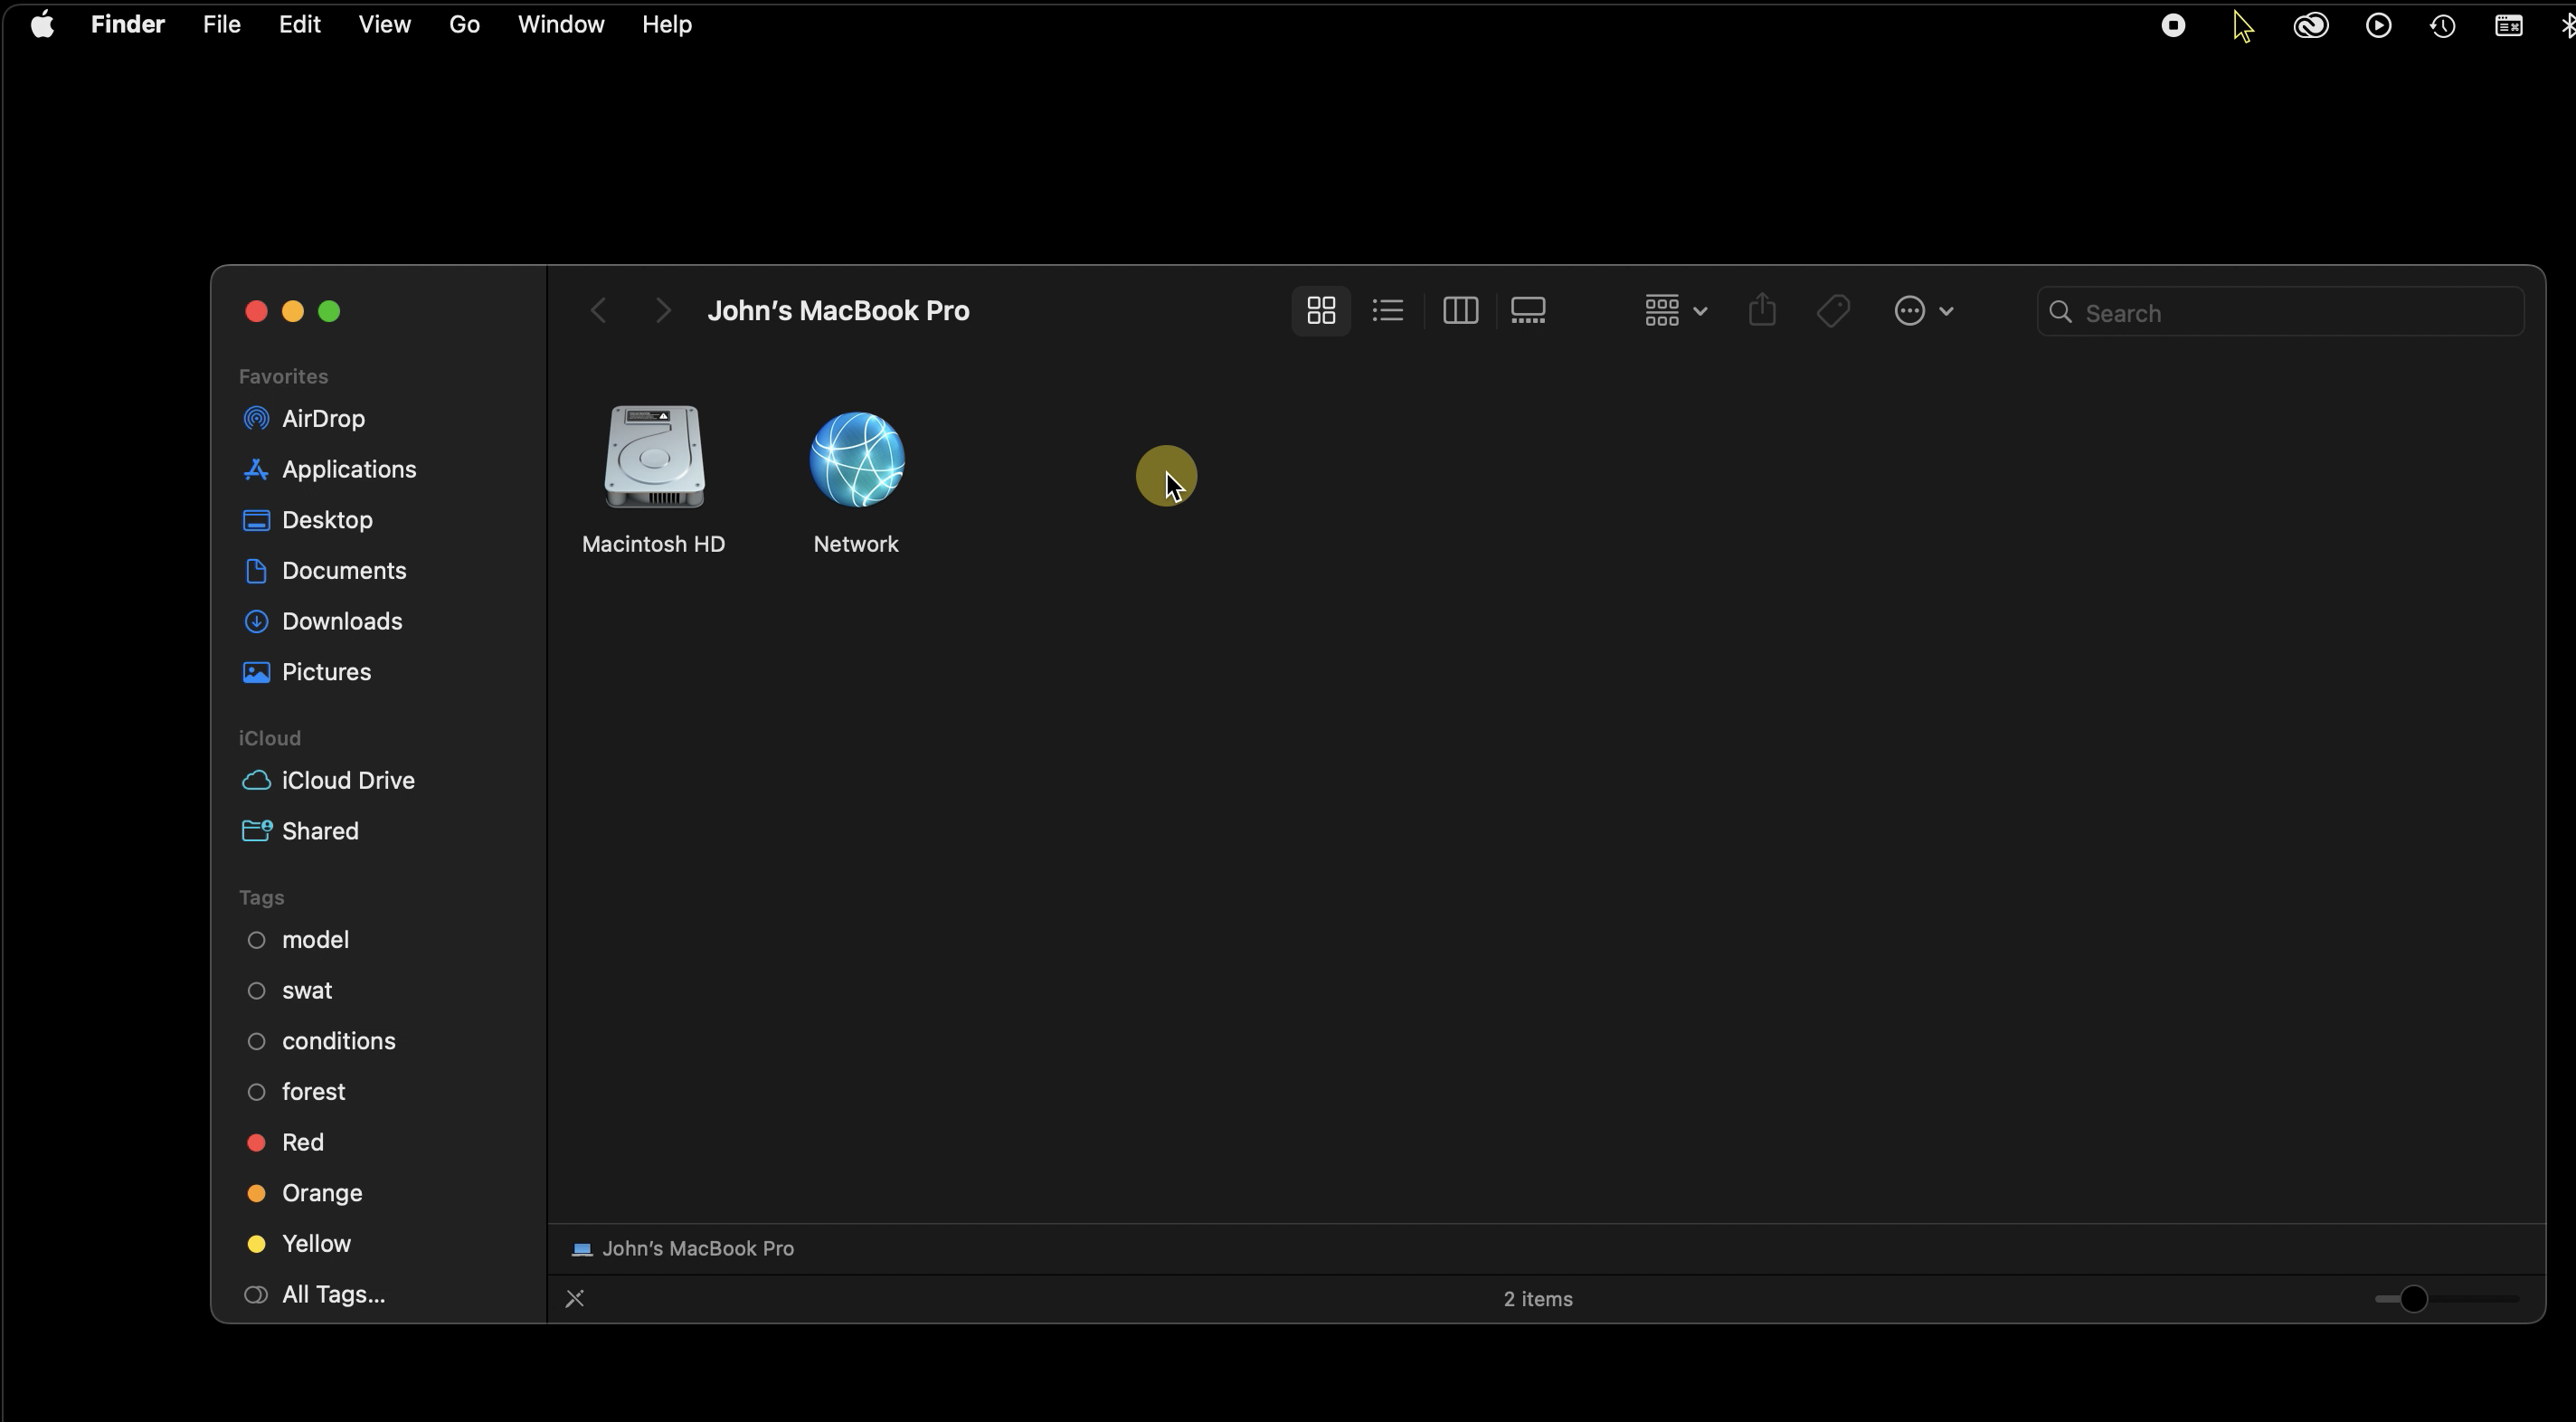 Finder File Edit View Go Window Help
John's MacBook Pro
Search
Favorites
AirDrop
Applications
Desktop
Documents
Downloads
Pictures
iCloud
iCloud Drive
Shared
Tags
model
swat
conditions
forest
Red
Orange
Yellow
All Tags...
Macintosh HD
Network
John's MacBook Pro
2 items